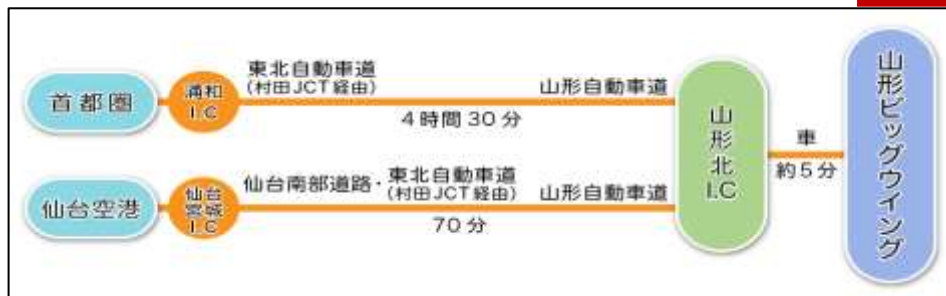 首都圏
浦和
I.C
東北自動車道
(村田JCT経由)
山形自動車道
4時間30分
仙台空港
仙台
宮城
I.C
仙台南部道路・東北自動車道
(村田JCT経由)
山形自動車道
70分
山形北I.C
車
約5分
山形ビッグウイング